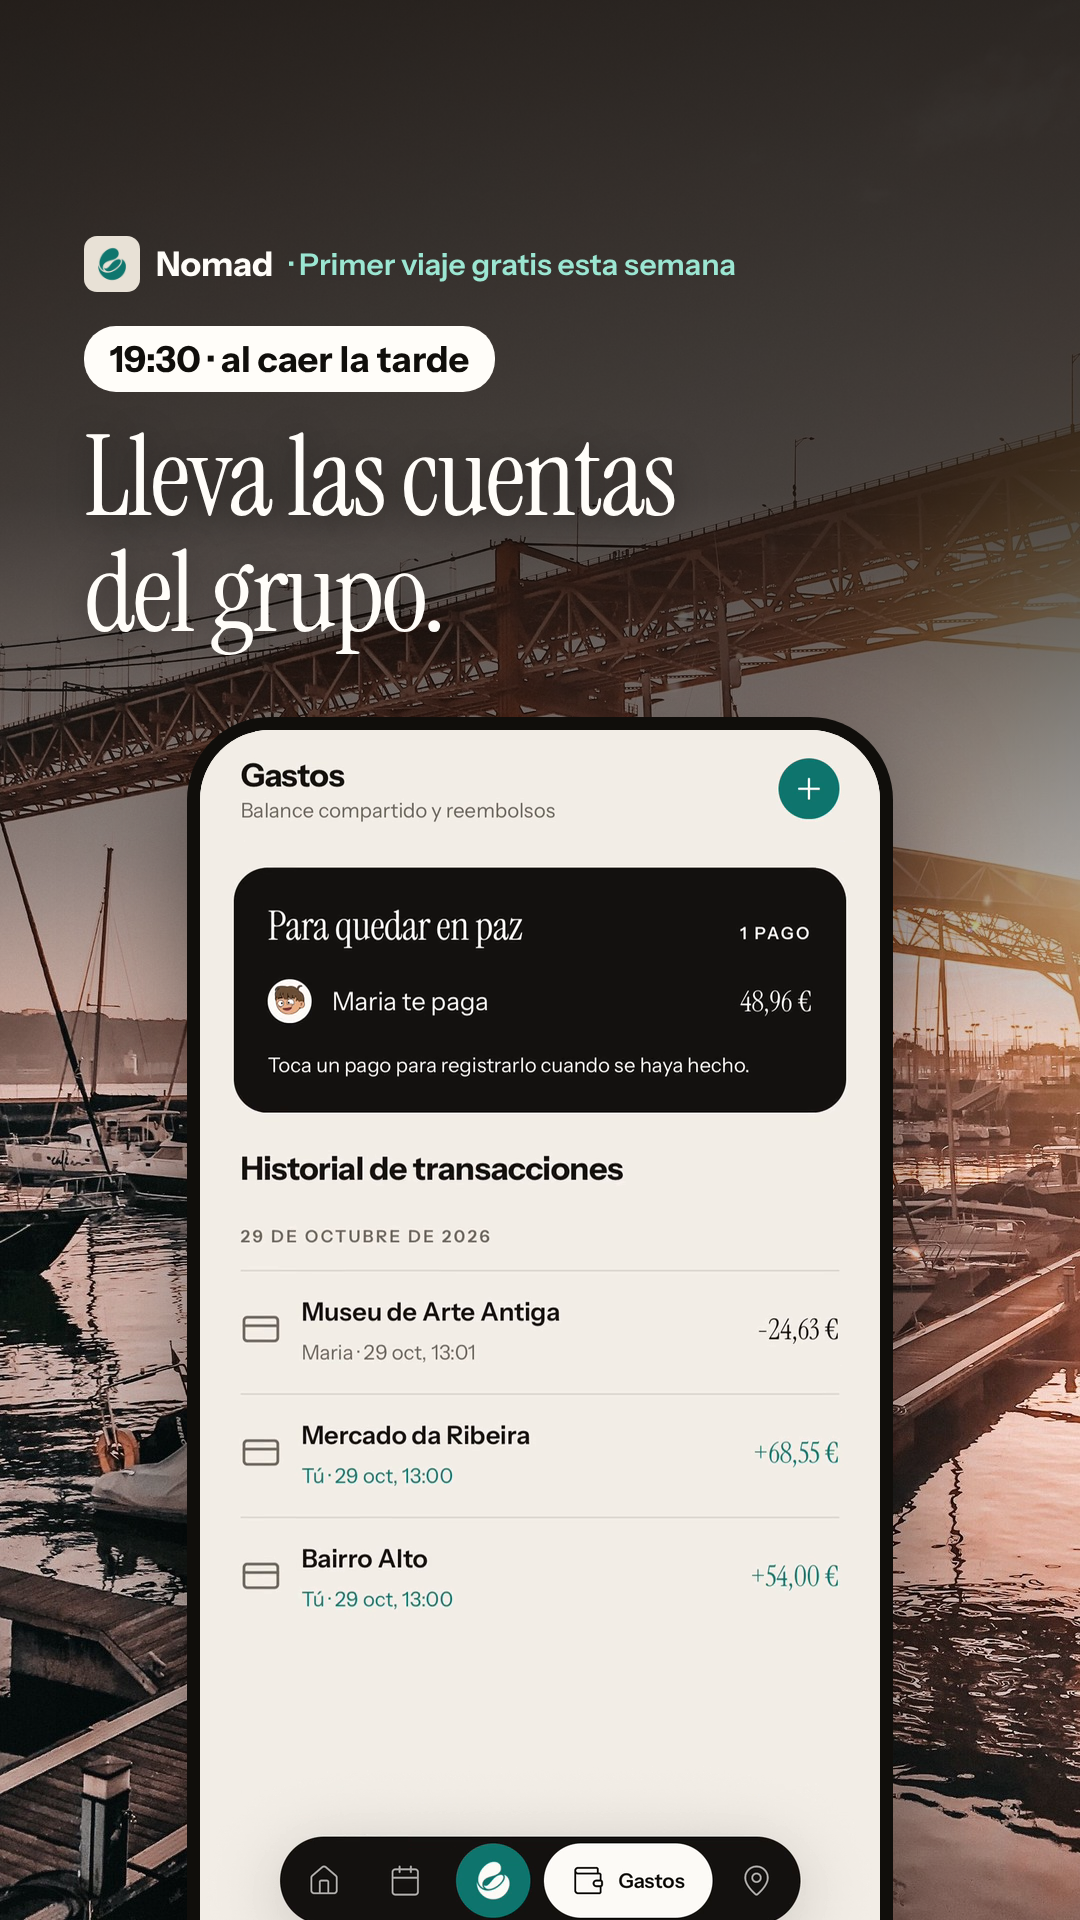 Nomad · Primer viaje gratis esta semana
19:30 · al caer la tarde
Lleva las cuentas
del grupo.
Gastos
Balance compartido y reembolsos
Para quedar en paz
1 PAGO
Maria te paga
48,96 €
Toca un pago para registrarlo cuando se haya hecho.
Historial de transacciones
29 DE OCTUBRE DE 2026
Museu de Arte Antiga
-24,63 €
Maria · 29 oct, 13:01
Mercado da Ribeira
+68,55 €
Tú · 29 oct, 13:00
Bairro Alto
+54,00 €
Tú · 29 oct, 13:00
Gastos